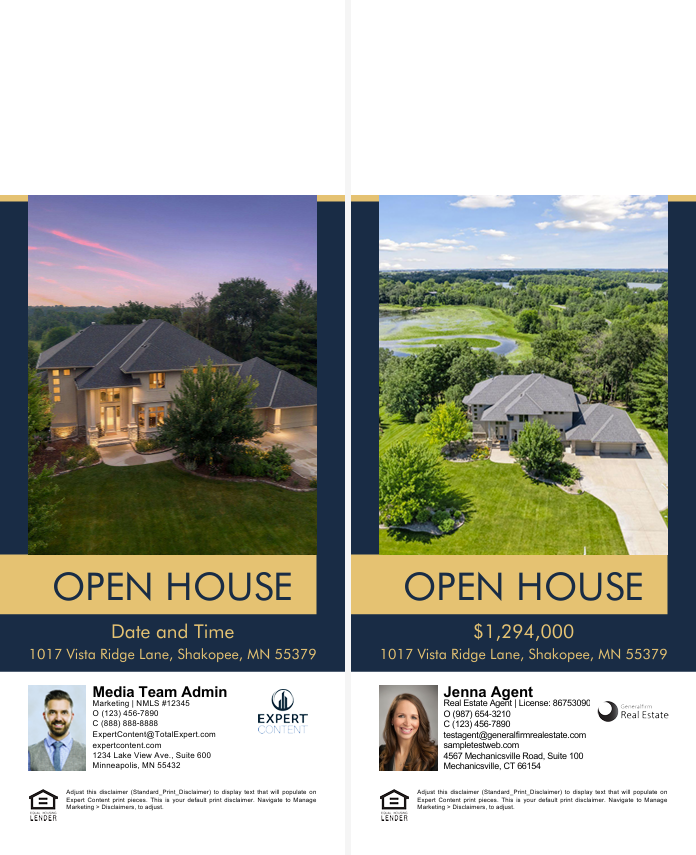 OPEN HOUSE
Date and Time
1017 Vista Ridge Lane, Shakopee, MN 55379
Media Team Admin
Marketing | NMLS #12345
O (123) 456-7890
C (888) 888-8888
ExpertContent@TotalExpert.com
expertcontent.com
1234 Lake View Ave., Suite 600
Minneapolis, MN 55432
EXPERT
CONTENT
LENDER
Adjust this disclaimer (Standard_Print_Disclaimer) to display text that will populate on
Expert Content print pieces. This is your default print disclaimer. Navigate to Manage
Marketing > Disclaimers, to adjust.
OPEN HOUSE
$1,294,000
1017 Vista Ridge Lane, Shakopee, MN 55379
Jenna Agent
Real Estate Agent | License: 86753090
O (987) 654-3210
C (123) 456-7890
testagent@generalfirmrealestate.com
sampletestweb.com
4567 Mechanicsville Road, Suite 100
Mechanicsville, CT 66154
Generalfirm
Real Estate
LENDER
Adjust this disclaimer (Standard_Print_Disclaimer) to display text that will populate on
Expert Content print pieces. This is your default print disclaimer. Navigate to Manage
Marketing > Disclaimers, to adjust.